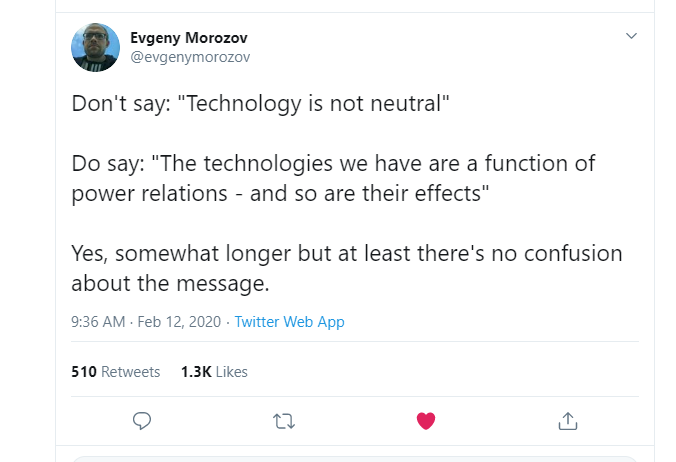 Evgeny Morozov
@evgenymorozov
Don't say: "Technology is not neutral"
Do say: "The technologies we have are a function of
power relations - and so are their effects"
Yes, somewhat longer but at least there's no confusion
about the message.
9:36 AM · Feb 12, 2020 · Twitter Web App
510 Retweets 1.3K Likes